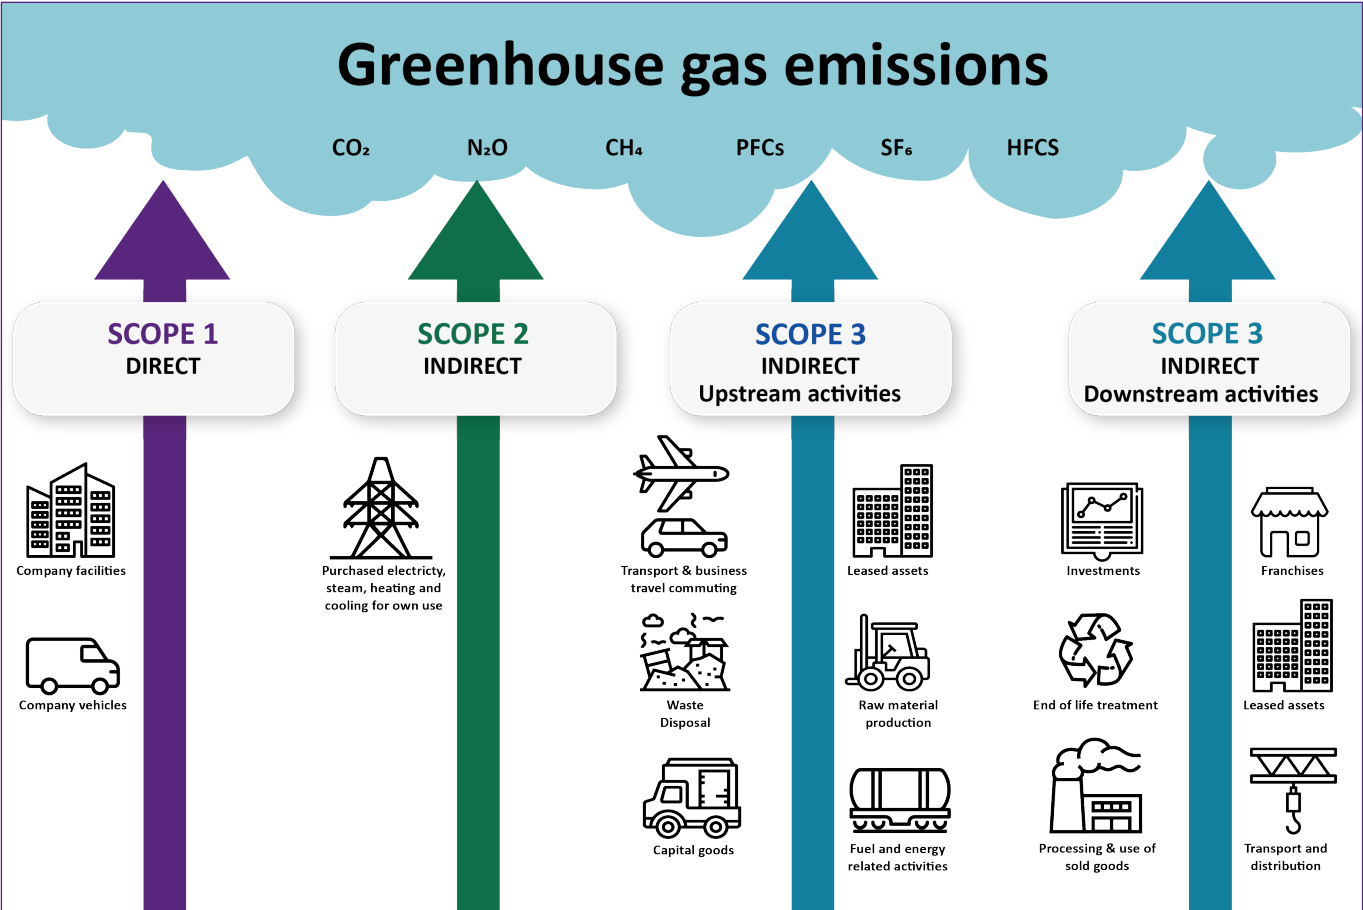 Greenhouse gas emissions
CO₂ N₂O CH₄ PFCs SF₆ HFCS
SCOPE 1
DIRECT
SCOPE 2
INDIRECT
SCOPE 3
INDIRECT
Upstream activities
SCOPE 3
INDIRECT
Downstream activities
Company facilities
Company vehicles
Purchased electricty,
steam, heating and
cooling for own use
Transport & business
travel commuting
Leased assets
Waste
Disposal
Raw material
production
Capital goods
Fuel and energy
related activities
Investments
Franchises
End of life treatment
Leased assets
Processing & use of
sold goods
Transport and
distribution